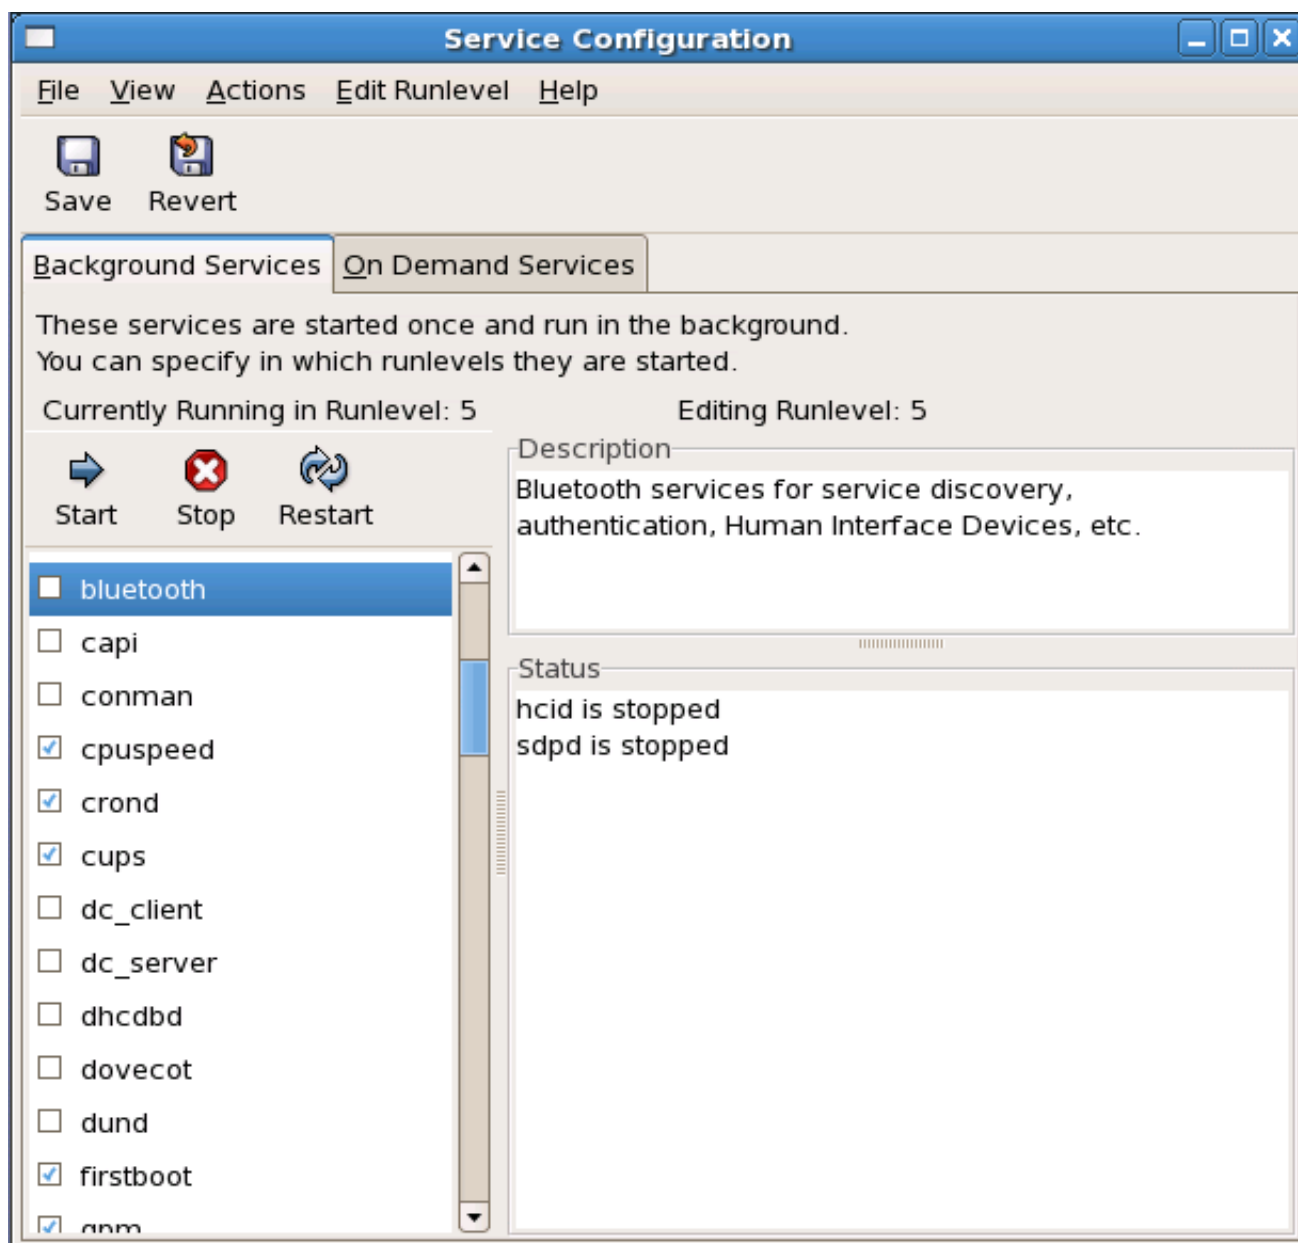 Service Configuration
File View Actions Edit Runlevel Help
Save Revert
Background Services On Demand Services
These services are started once and run in the background.
You can specify in which runlevels they are started.
Currently Running in Runlevel: 5 Editing Runlevel: 5
Start Stop Restart
Description
Bluetooth services for service discovery,
authentication, Human Interface Devices, etc.
Status
hcid is stopped
sdpd is stopped
bluetooth
capi
conman
cpuspeed
crond
cups
dc_client
dc_server
dhcdbd
dovecot
dund
firstboot
gpm